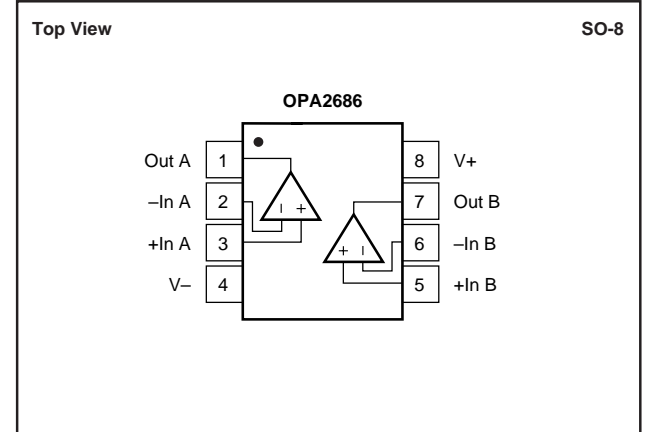 Top View SO-8
OPA2686
Out A 1 8 V+
–In A 2 7 Out B
+In A 3 6 –In B
V– 4 5 +In B